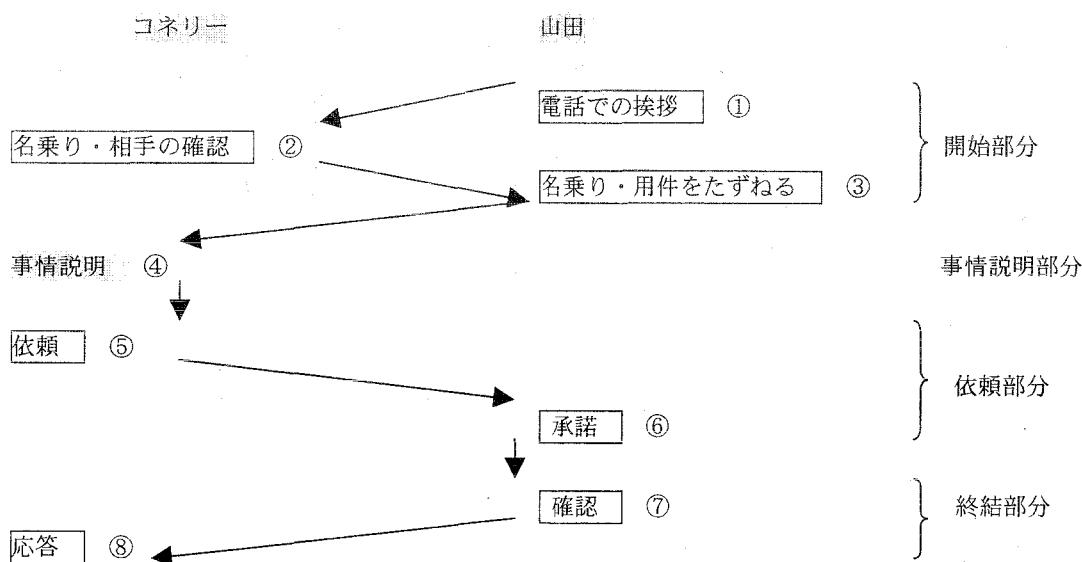 コネリー 山田
電話での挨拶 ①
名乗り・相手の確認 ② 開始部分
名乗り・用件をたずねる ③
事情説明 ④ 事情説明部分
依頼 ⑤
依頼部分
承諾 ⑥
確認 ⑦ 終結部分
応答 ⑧